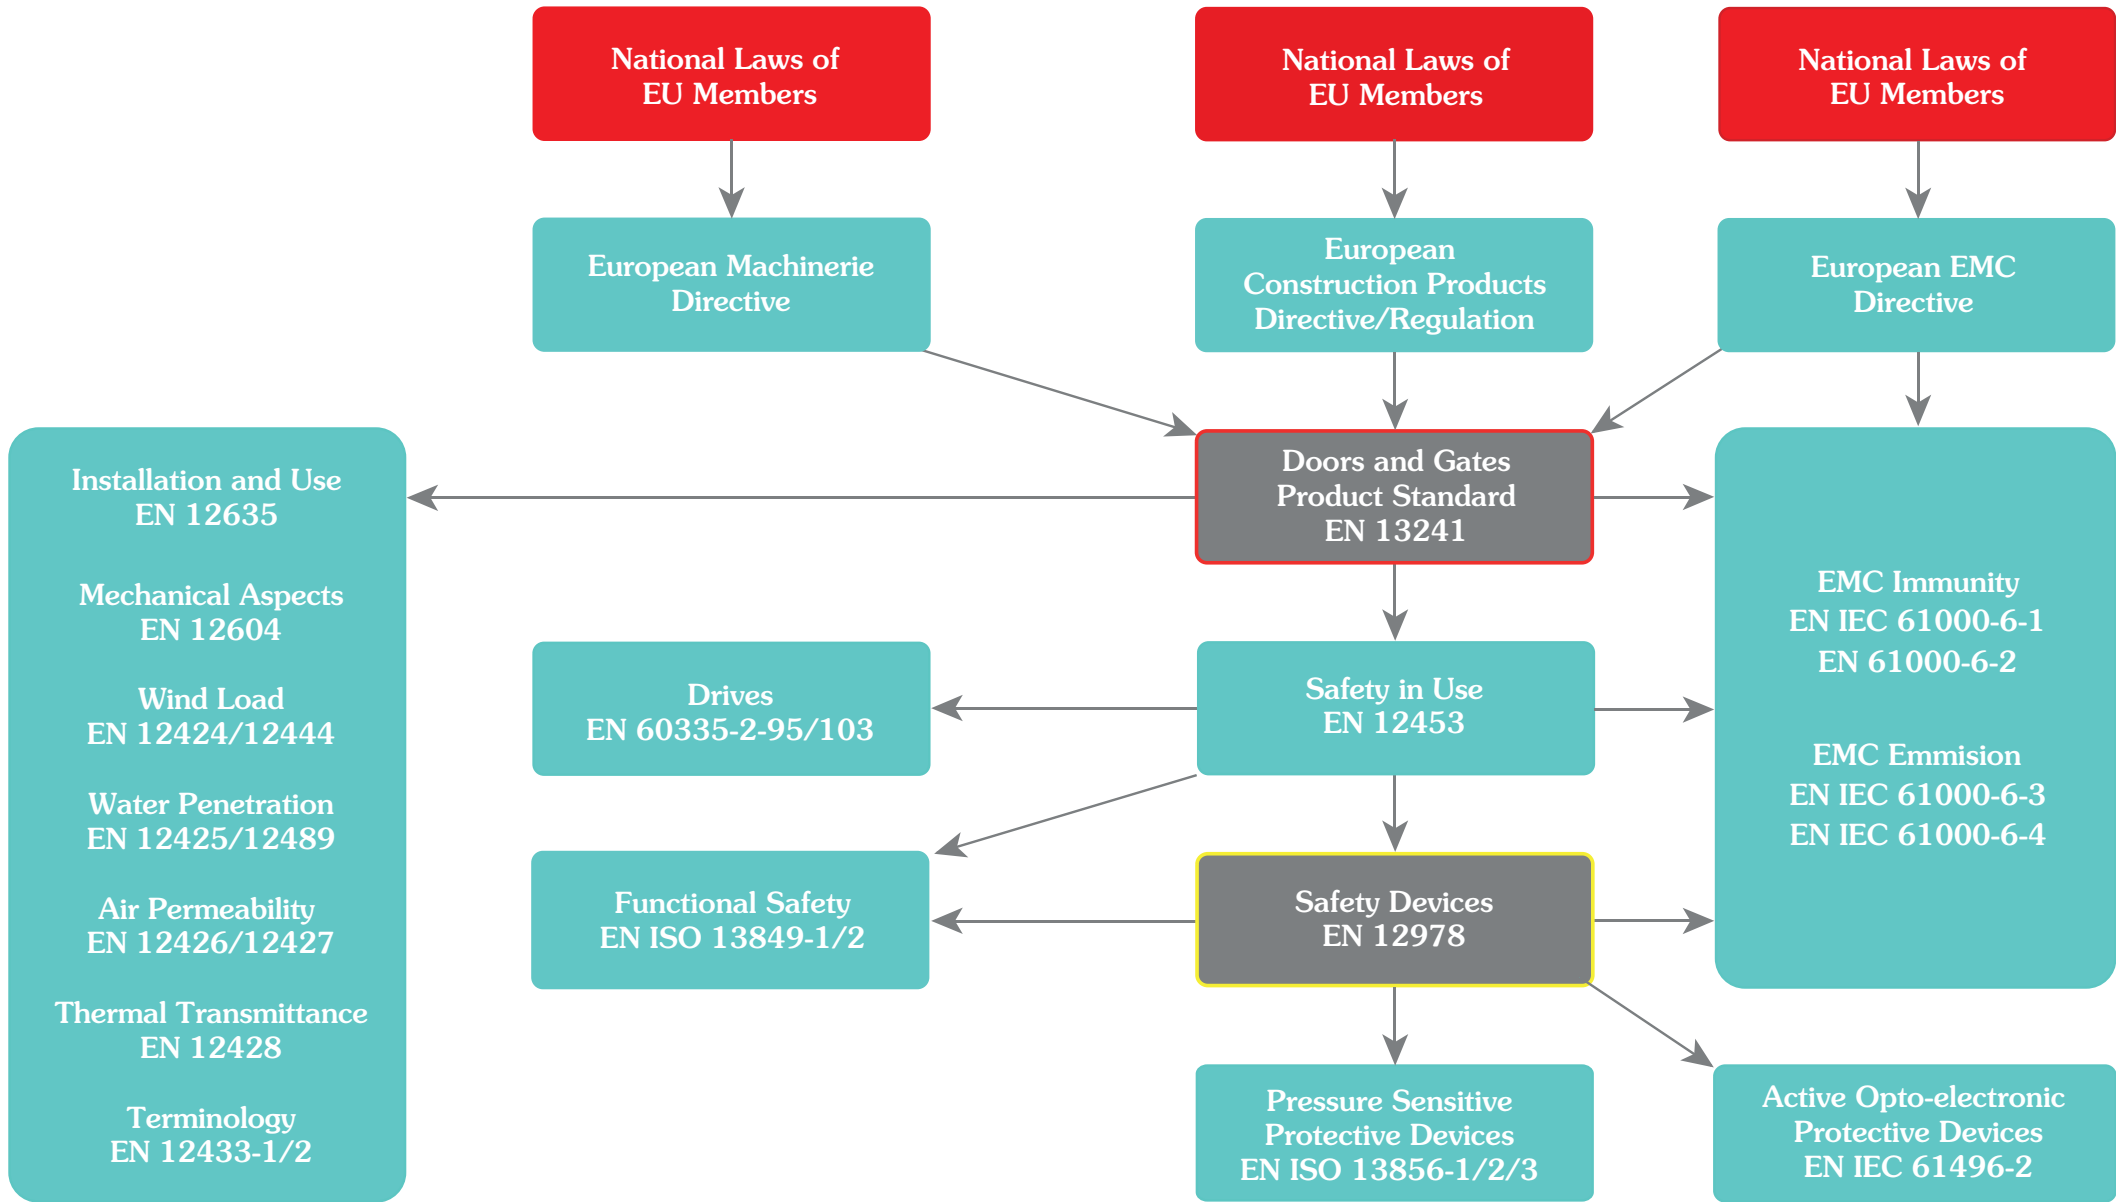 National Laws of
EU Members
National Laws of
EU Members
National Laws of
EU Members
European Machinerie
Directive
European
Construction Products
Directive/Regulation
European EMC
Directive
Installation and Use
EN 12635
Mechanical Aspects
EN 12604
Wind Load
EN 12424/12444
Water Penetration
EN 12425/12489
Air Permeability
EN 12426/12427
Thermal Transmittance
EN 12428
Terminology
EN 12433-1/2
Doors and Gates
Product Standard
EN 13241
Drives
EN 60335-2-95/103
Safety in Use
EN 12453
Functional Safety
EN ISO 13849-1/2
Safety Devices
EN 12978
EMC Immunity
EN IEC 61000-6-1
EN 61000-6-2
EMC Emmision
EN IEC 61000-6-3
EN IEC 61000-6-4
Pressure Sensitive
Protective Devices
EN ISO 13856-1/2/3
Active Opto-electronic
Protective Devices
EN IEC 61496-2